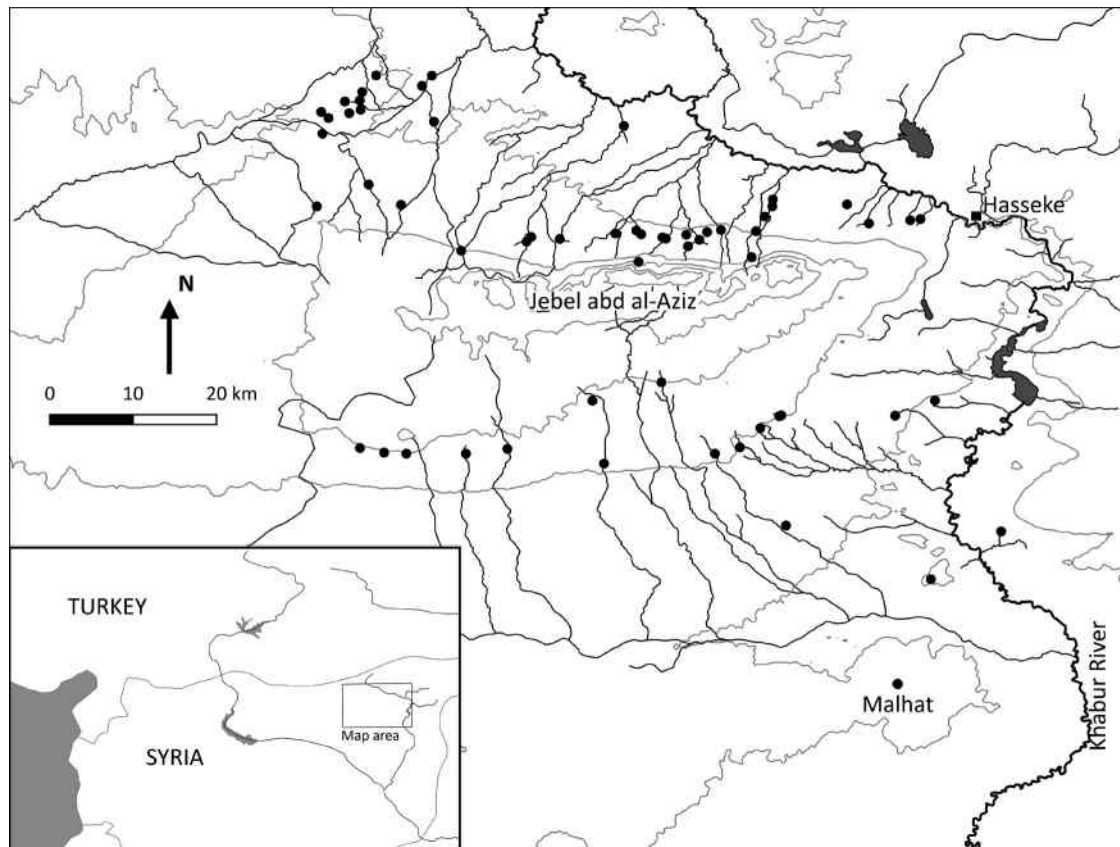 Hasseke
N
Jebel abd al-Aziz
0 10 20 km
TURKEY
Malhat
Khabur River
Map area
SYRIA